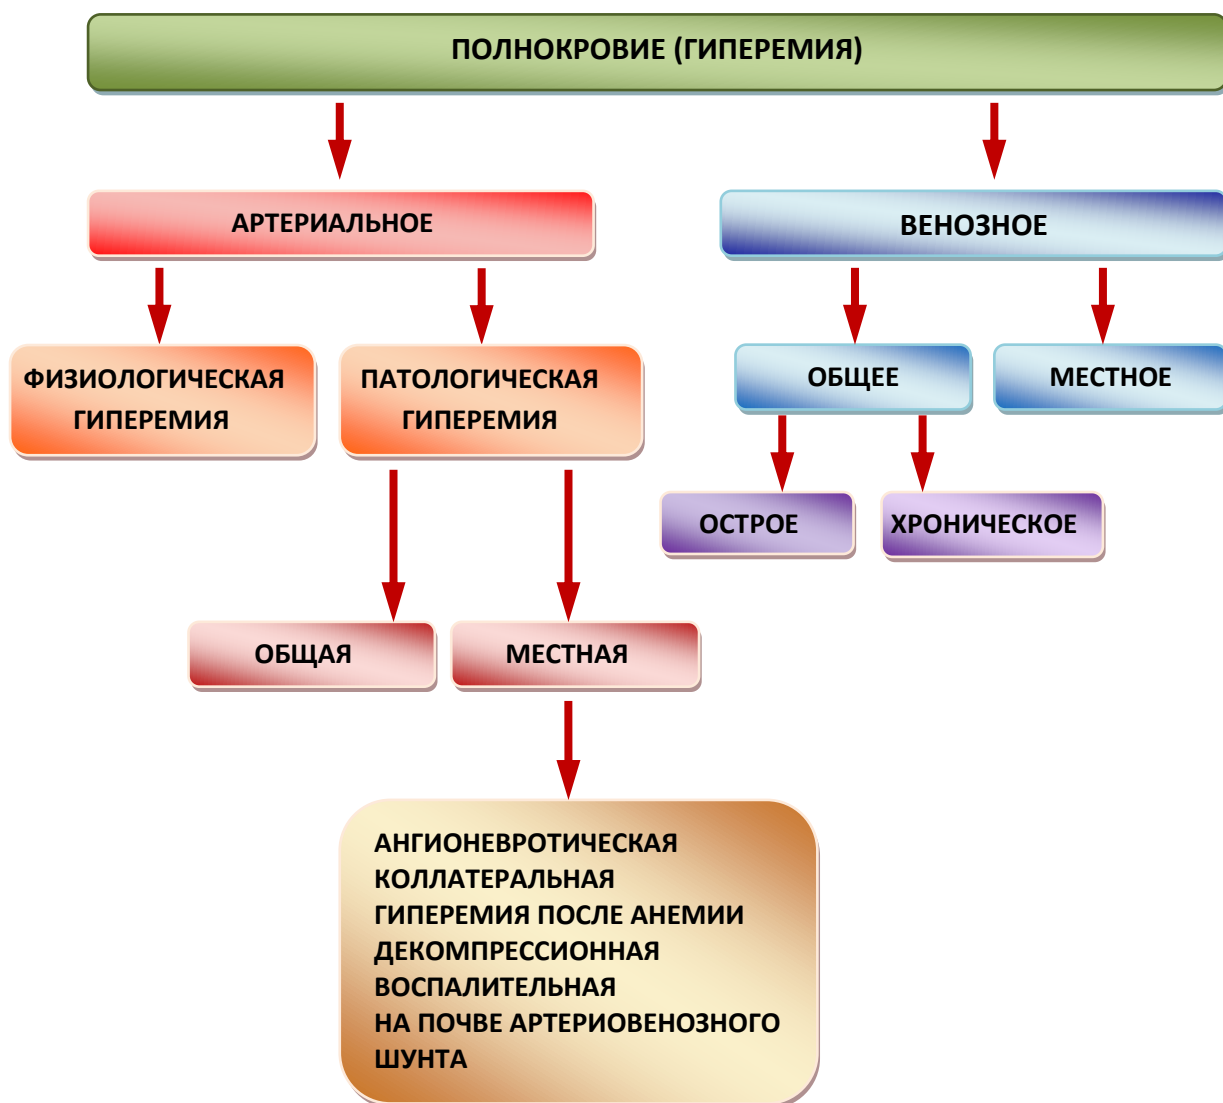 ПОЛНОКРОВИЕ (ГИПЕРЕМИЯ)
АРТЕРИАЛЬНОЕ
ВЕНОЗНОЕ
ФИЗИОЛОГИЧЕСКАЯ
ГИПЕРЕМИЯ
ПАТОЛОГИЧЕСКАЯ
ГИПЕРЕМИЯ
ОБЩЕЕ
МЕСТНОЕ
ОСТРОЕ
ХРОНИЧЕСКОЕ
ОБЩАЯ
МЕСТНАЯ
АНГИОНЕВРОТИЧЕСКАЯ
КОЛЛАТЕРАЛЬНАЯ
ГИПЕРЕМИЯ ПОСЛЕ АНЕМИИ
ДЕКОМПРЕССИОННАЯ
ВОСПАЛИТЕЛЬНАЯ
НА ПОЧВЕ АРТЕРИОВЕНОЗНОГО
ШУНТА